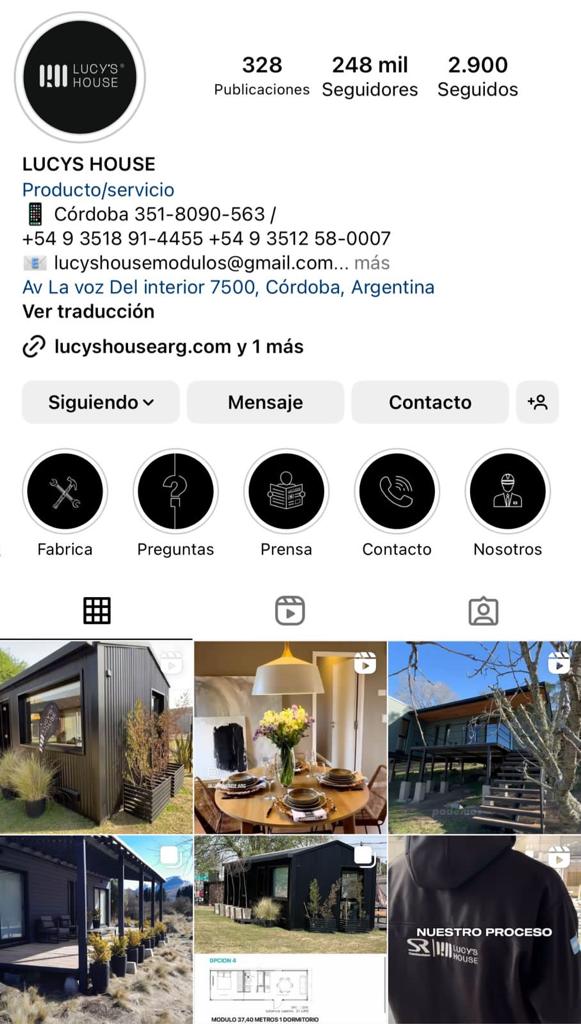 LUCY'S®
HOUSE
328 248 mil 2.900
Publicaciones Seguidores Seguidos
LUCYS HOUSE
Producto/servicio
📱 Córdoba 351-8090-563 /
+54 9 3518 91-4455 +54 9 3512 58-0007
📧 lucyshousemodulos@gmail.com... más
Av La voz Del interior 7500, Córdoba, Argentina
Ver traducción
lucyshousearg.com y 1 más
Siguiendo Mensaje Contacto
Fabrica Preguntas Prensa Contacto Nosotros
OPCION 4
MODULO 37,40 METROS 1 DORMITORIO
NUESTRO PROCESO
SR LUCY'S
HOUSE